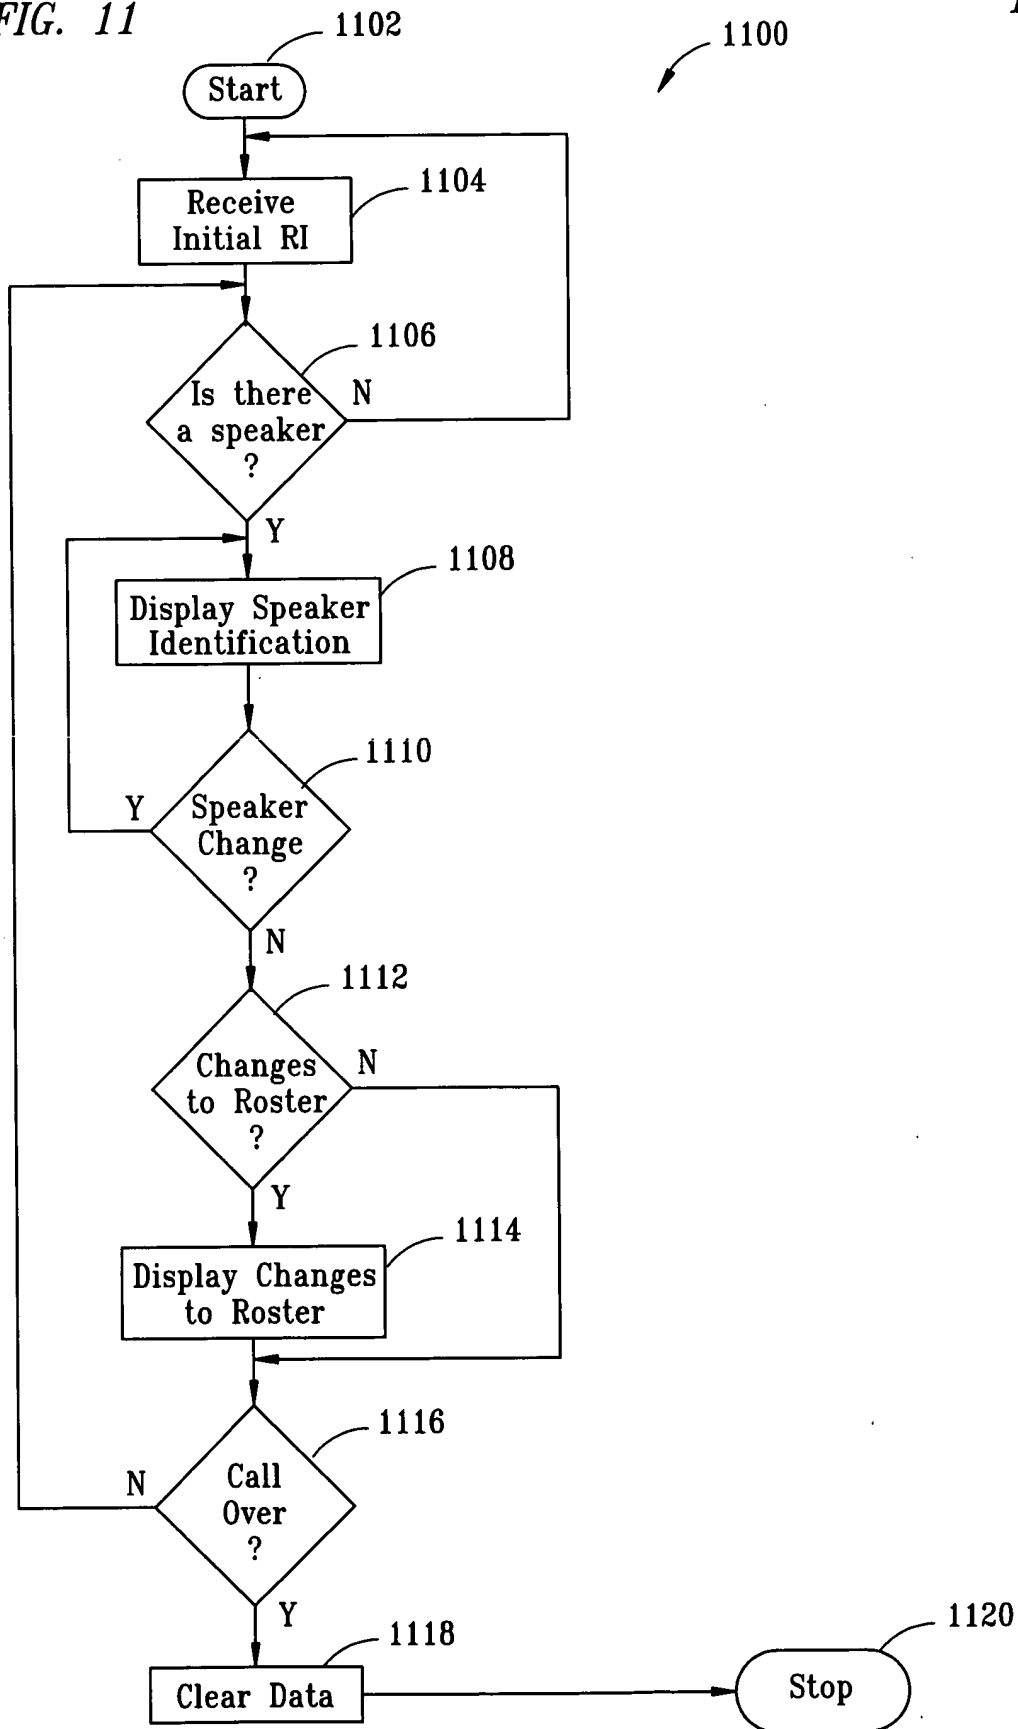 FIG. 11
1102
1100
Start
1104
Receive
Initial RI
1106
Is there
a speaker
?
N
Y
1108
Display Speaker
Identification
1110
Y
Speaker
Change
?
N
1112
Changes
to Roster
?
N
Y
1114
Display Changes
to Roster
1116
N
Call
Over
?
Y
1118
Clear Data
1120
Stop